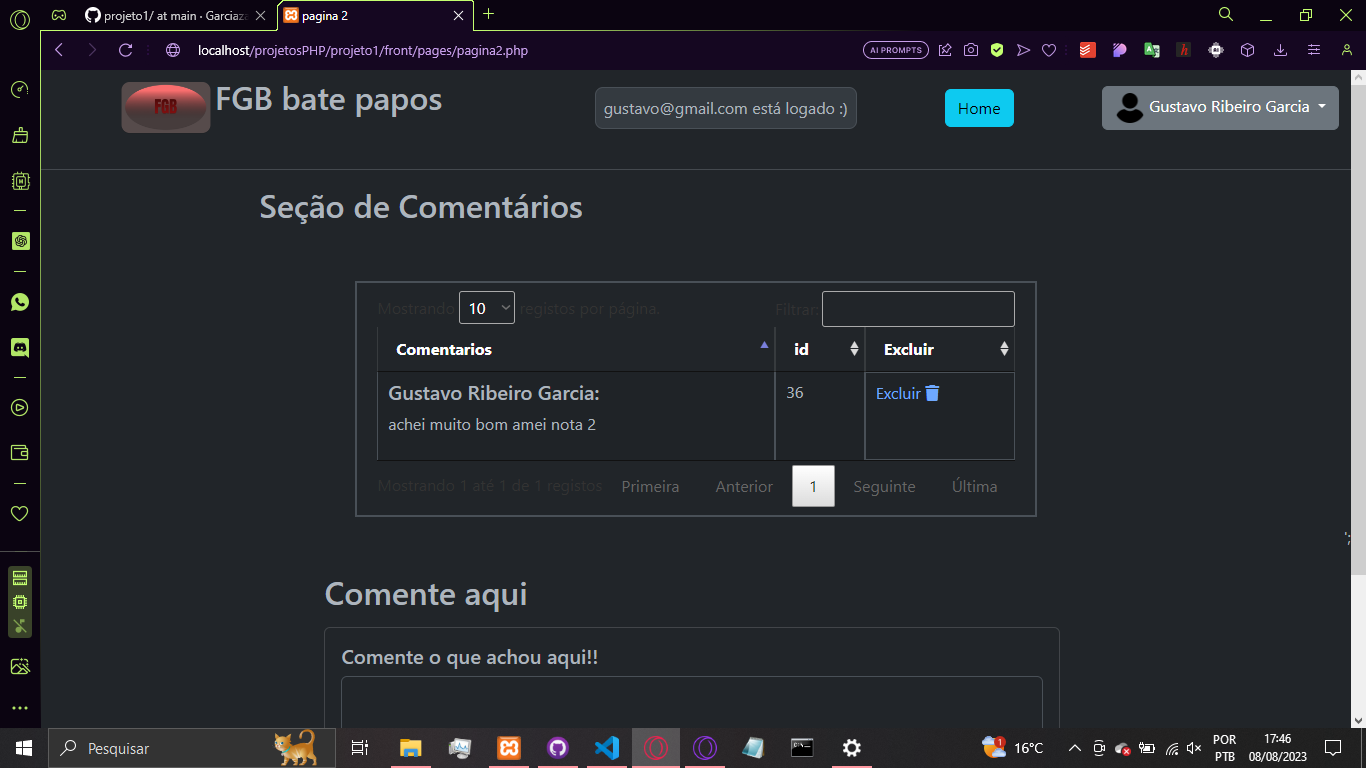 projeto1/ at main · Garciaza
pagina 2
localhost/projetosPHP/projeto1/front/pages/pagina2.php
AI PROMPTS
FGB
FGB bate papos
gustavo@gmail.com está logado :)
Home
Gustavo Ribeiro Garcia
Seção de Comentários
Mostrando 10 registos por página.
Filtrar:
Comentarios id Excluir
Gustavo Ribeiro Garcia: 36 Excluir
achei muito bom amei nota 2
Mostrando 1 até 1 de 1 registos Primeira Anterior 1 Seguinte Última
Comente aqui
Comente o que achou aqui!!
Pesquisar
1
16°C
POR
PTB
17:46
08/08/2023